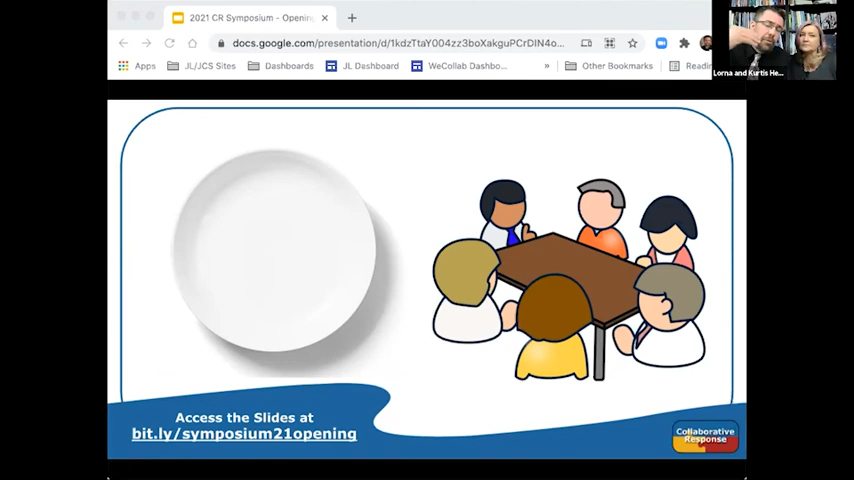 2021 CR Symposium - Opening
docs.google.com/presentation/d/1kdzTtaY004zz3boXakguPCrDIN4o...
Apps
JL/JCS Sites
Dashboards
JL Dashboard
WeCollab Dashbo...
»
Other Bookmarks
Readin
Lorna and Kurtis He...
Access the Slides at
bit.ly/symposium21opening
Collaborative
Response